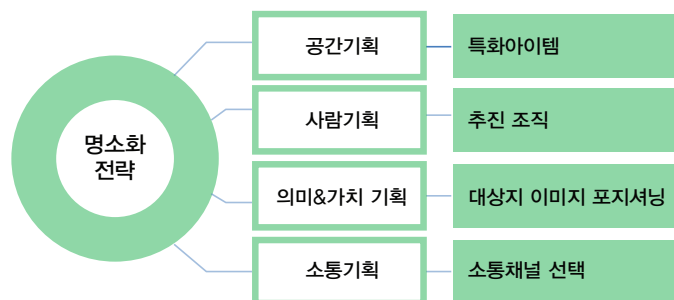 명소화
전략
공간기획
특화아이템
사람기획
추진 조직
의미&가치 기획
대상지 이미지 포지셔닝
소통기획
소통채널 선택